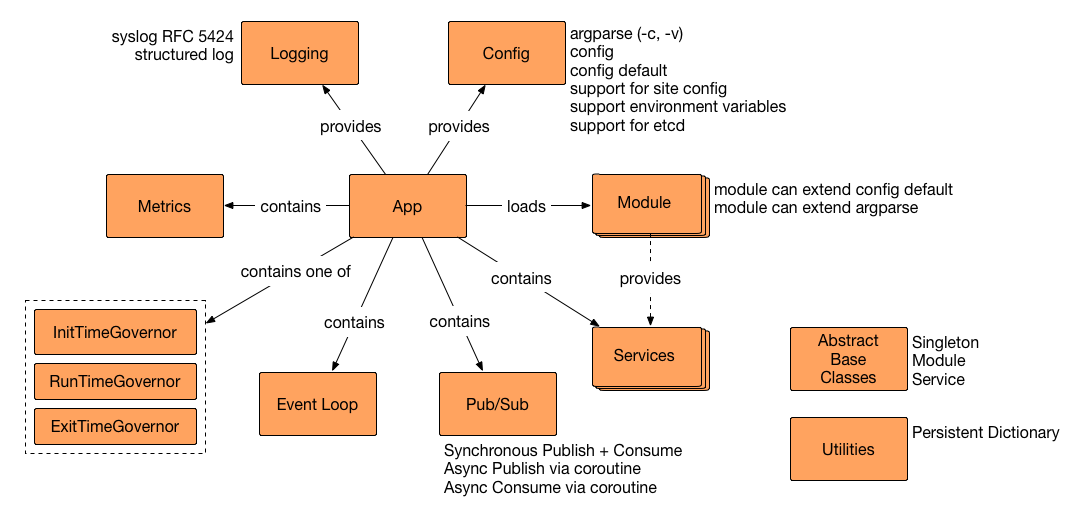 syslog RFC 5424
structured log
Logging
Config
argparse (-c, -v)
config
config default
support for site config
support environment variables
support for etcd
provides
provides
Metrics
contains
App
loads
Module
module can extend config default
module can extend argparse
contains one of
contains
contains
contains
provides
InitTimeGovernor
RunTimeGovernor
ExitTimeGovernor
Event Loop
Pub/Sub
Synchronous Publish + Consume
Async Publish via coroutine
Async Consume via coroutine
Services
Abstract
Base
Classes
Singleton
Module
Service
Utilities
Persistent Dictionary